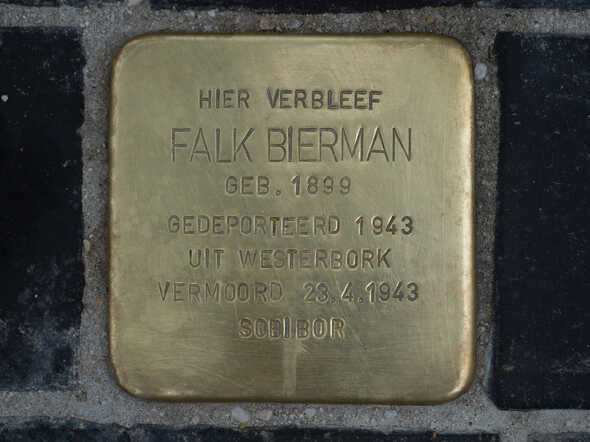 HIER VERBLEEF
FALK BIERMAN
GEB. 1899
GEDEPORTEERD 1943
UIT WESTERBORK
VERMOORD 23.4.1943
SOBIBOR